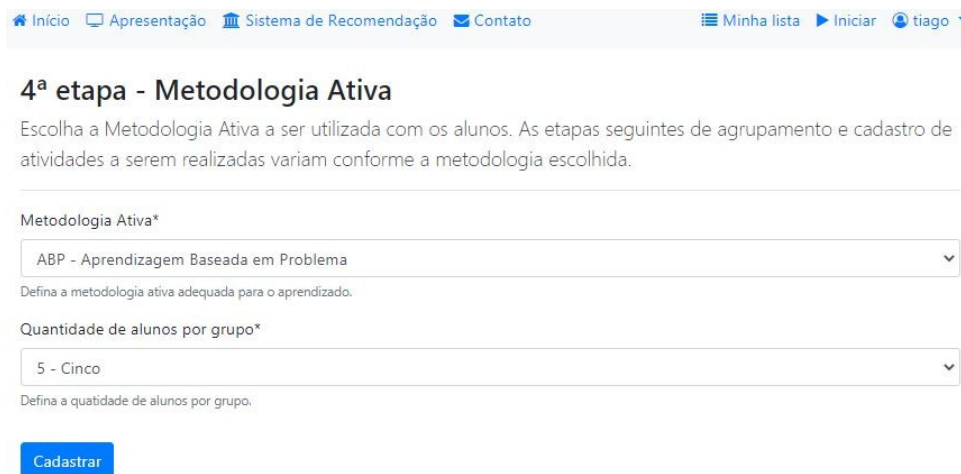 Início Apresentação Sistema de Recomendação Contato Minha lista Iniciar tiago
4ª etapa - Metodologia Ativa
Escolha a Metodologia Ativa a ser utilizada com os alunos. As etapas seguintes de agrupamento e cadastro de
atividades a serem realizadas variam conforme a metodologia escolhida.
Metodologia Ativa*
ABP - Aprendizagem Baseada em Problema
Defina a metodologia ativa adequada para o aprendizado.
Quantidade de alunos por grupo*
5 - Cinco
Defina a quatidade de alunos por grupo.
Cadastrar